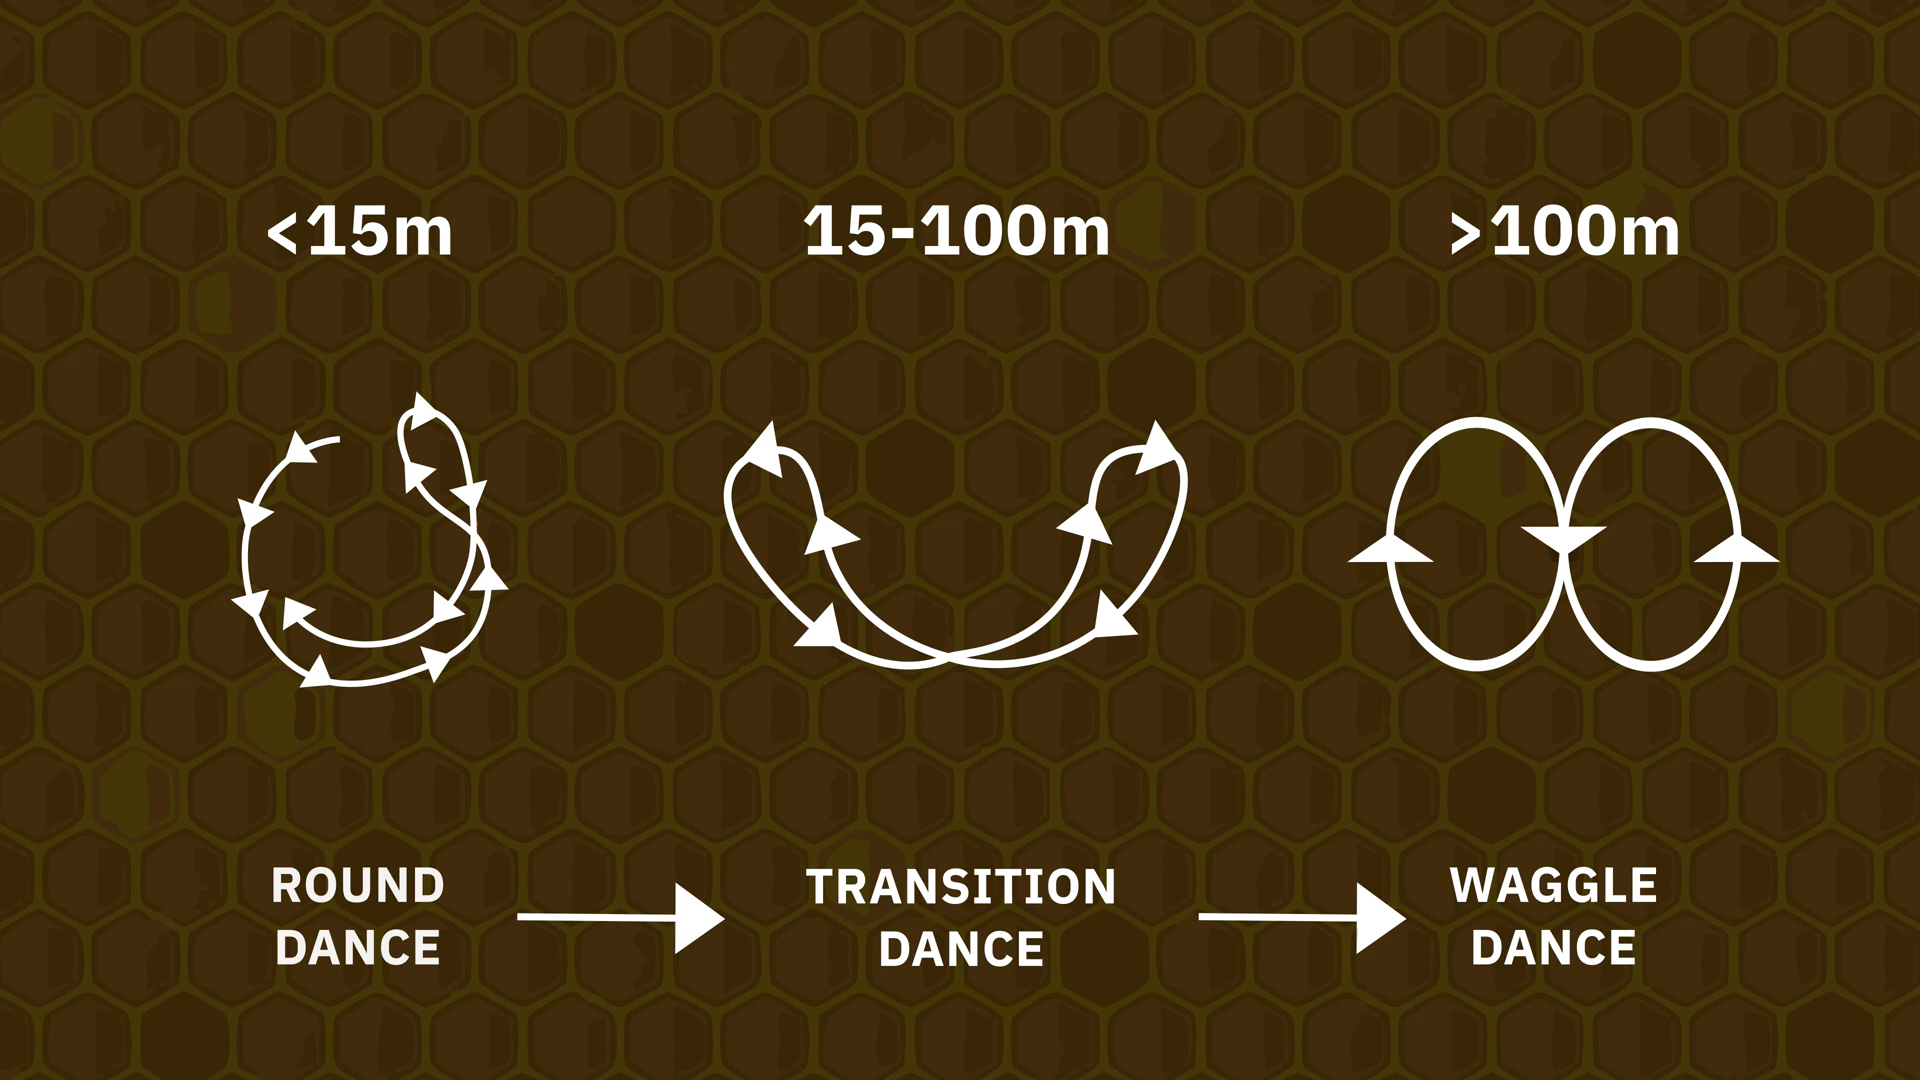 <15m
15-100m
>100m
ROUND
DANCE
TRANSITION
DANCE
WAGGLE
DANCE